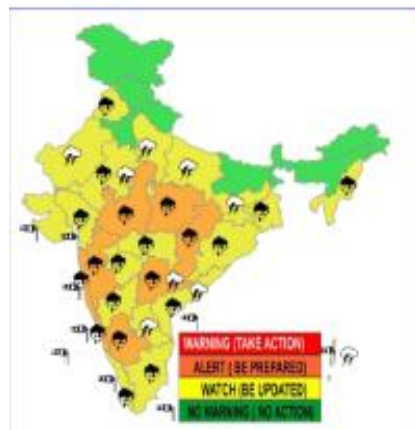 WARNING (TAKE ACTION)
ALERT ( BE PREPARED)
WATCH (BE UPDATED)
NO WARNING ( NO ACTION)